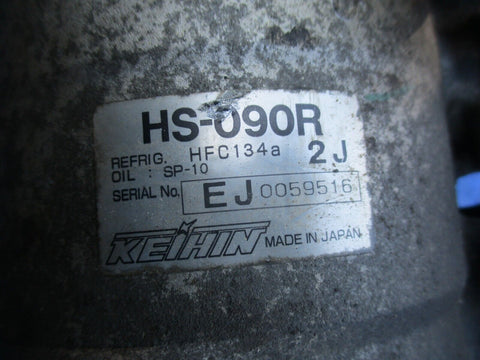 HS-090R
REFRIG. HFC134a 2J
OIL : SP-10
SERIAL No. EJ 0059516
KEIHIN MADE IN JAPAN